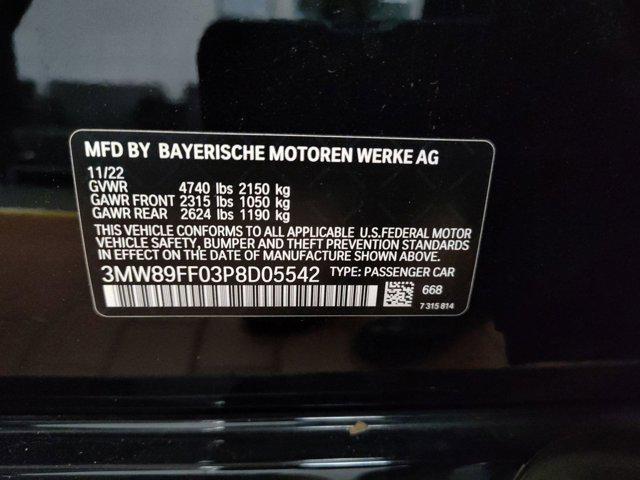 MFD BY BAYERISCHE MOTOREN WERKE AG
11/22
GVWR 4740 lbs 2150 kg
GAWR FRONT 2315 lbs 1050 kg
GAWR REAR 2624 lbs 1190 kg
THIS VEHICLE CONFORMS TO ALL APPLICABLE U.S.FEDERAL MOTOR
VEHICLE SAFETY, BUMPER AND THEFT PREVENTION STANDARDS
IN EFFECT ON THE DATE OF MANUFACTURE SHOWN ABOVE.
3MW89FF03P8D05542 TYPE: PASSENGER CAR
668
7 315 814